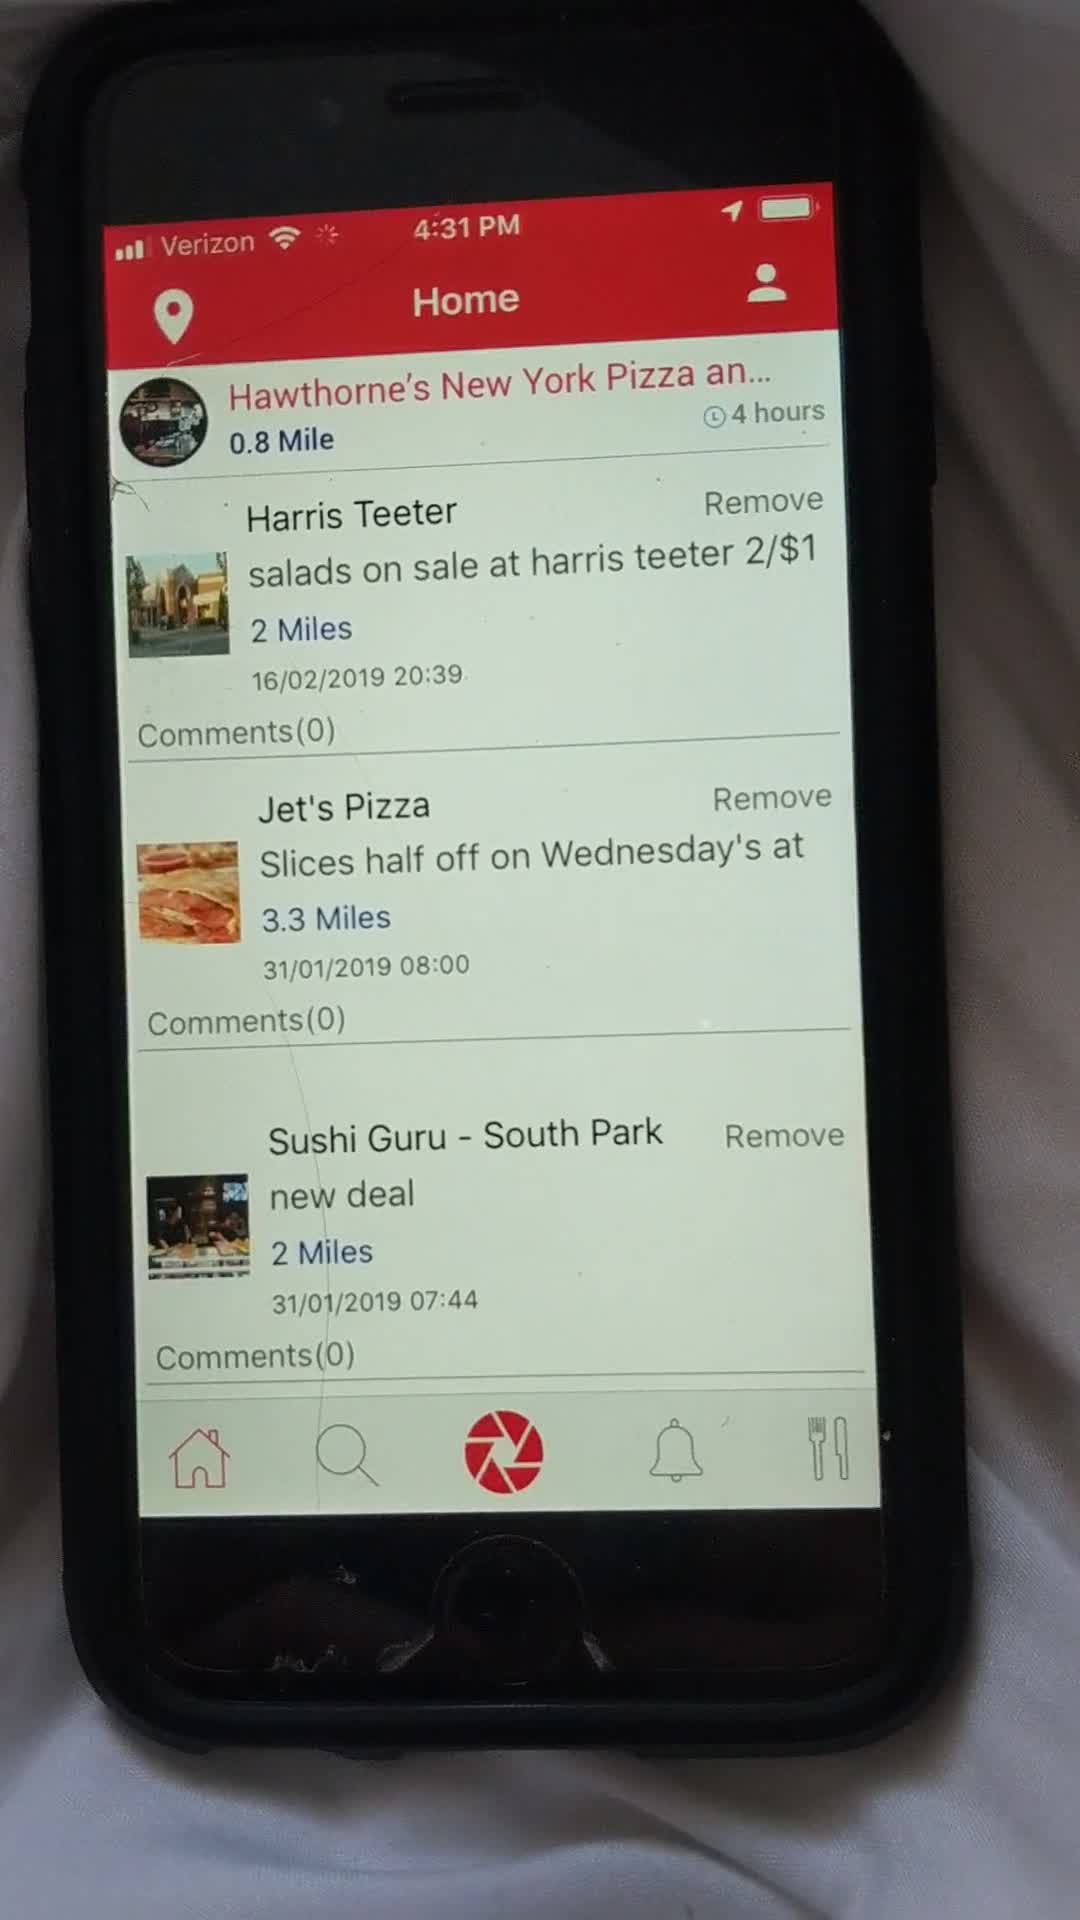 Verizon 4:31 PM
Home
Hawthorne's New York Pizza an...
0.8 Mile 4 hours
Harris Teeter Remove
salads on sale at harris teeter 2/$1
2 Miles
16/02/2019 20:39
Comments(0)
Jet's Pizza Remove
Slices half off on Wednesday's at
3.3 Miles
31/01/2019 08:00
Comments(0)
Sushi Guru - South Park Remove
new deal
2 Miles
31/01/2019 07:44
Comments(0)